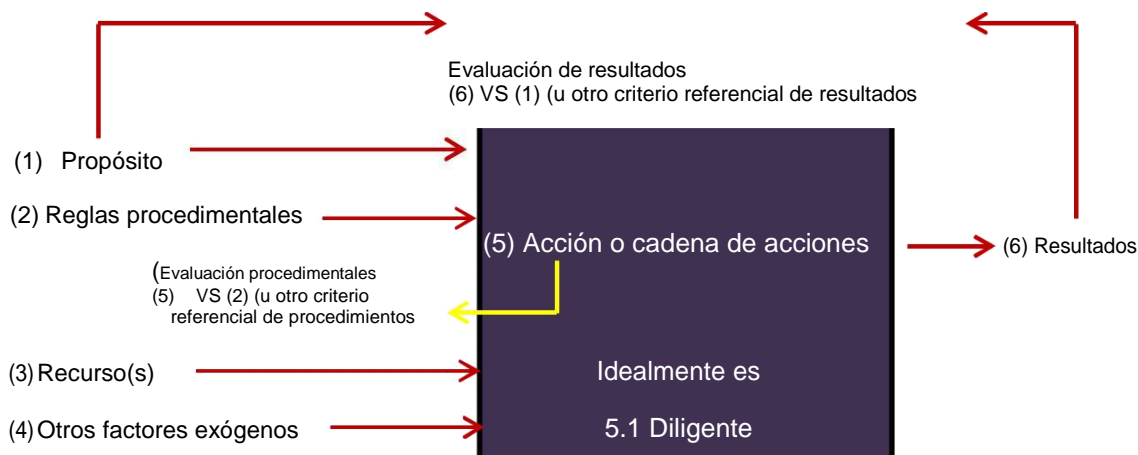 Evaluación de resultados
(6) VS (1) (u otro criterio referencial de resultados
(1) Propósito
(2) Reglas procedimentales
(5) Acción o cadena de acciones
(6) Resultados
(Evaluación procedimentales
(5) VS (2) (u otro criterio
referencial de procedimientos
(3) Recurso(s)
Idealmente es
(4) Otros factores exógenos
5.1 Diligente